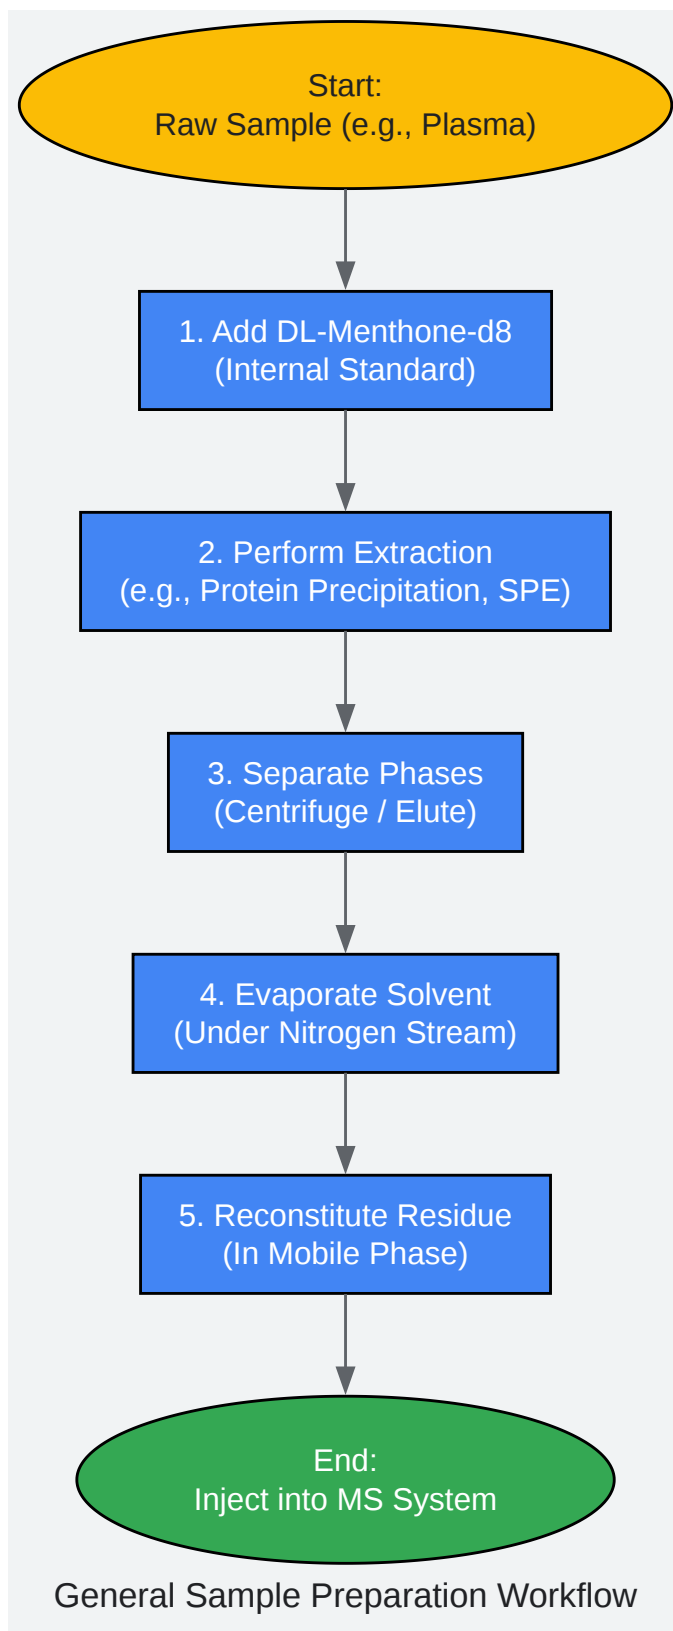 Start:
Raw Sample (e.g., Plasma)
1. Add DL-Menthone-d8
(Internal Standard)
2. Perform Extraction
(e.g., Protein Precipitation, SPE)
3. Separate Phases
(Centrifuge / Elute)
4. Evaporate Solvent
(Under Nitrogen Stream)
5. Reconstitute Residue
(In Mobile Phase)
End:
Inject into MS System
General Sample Preparation Workflow